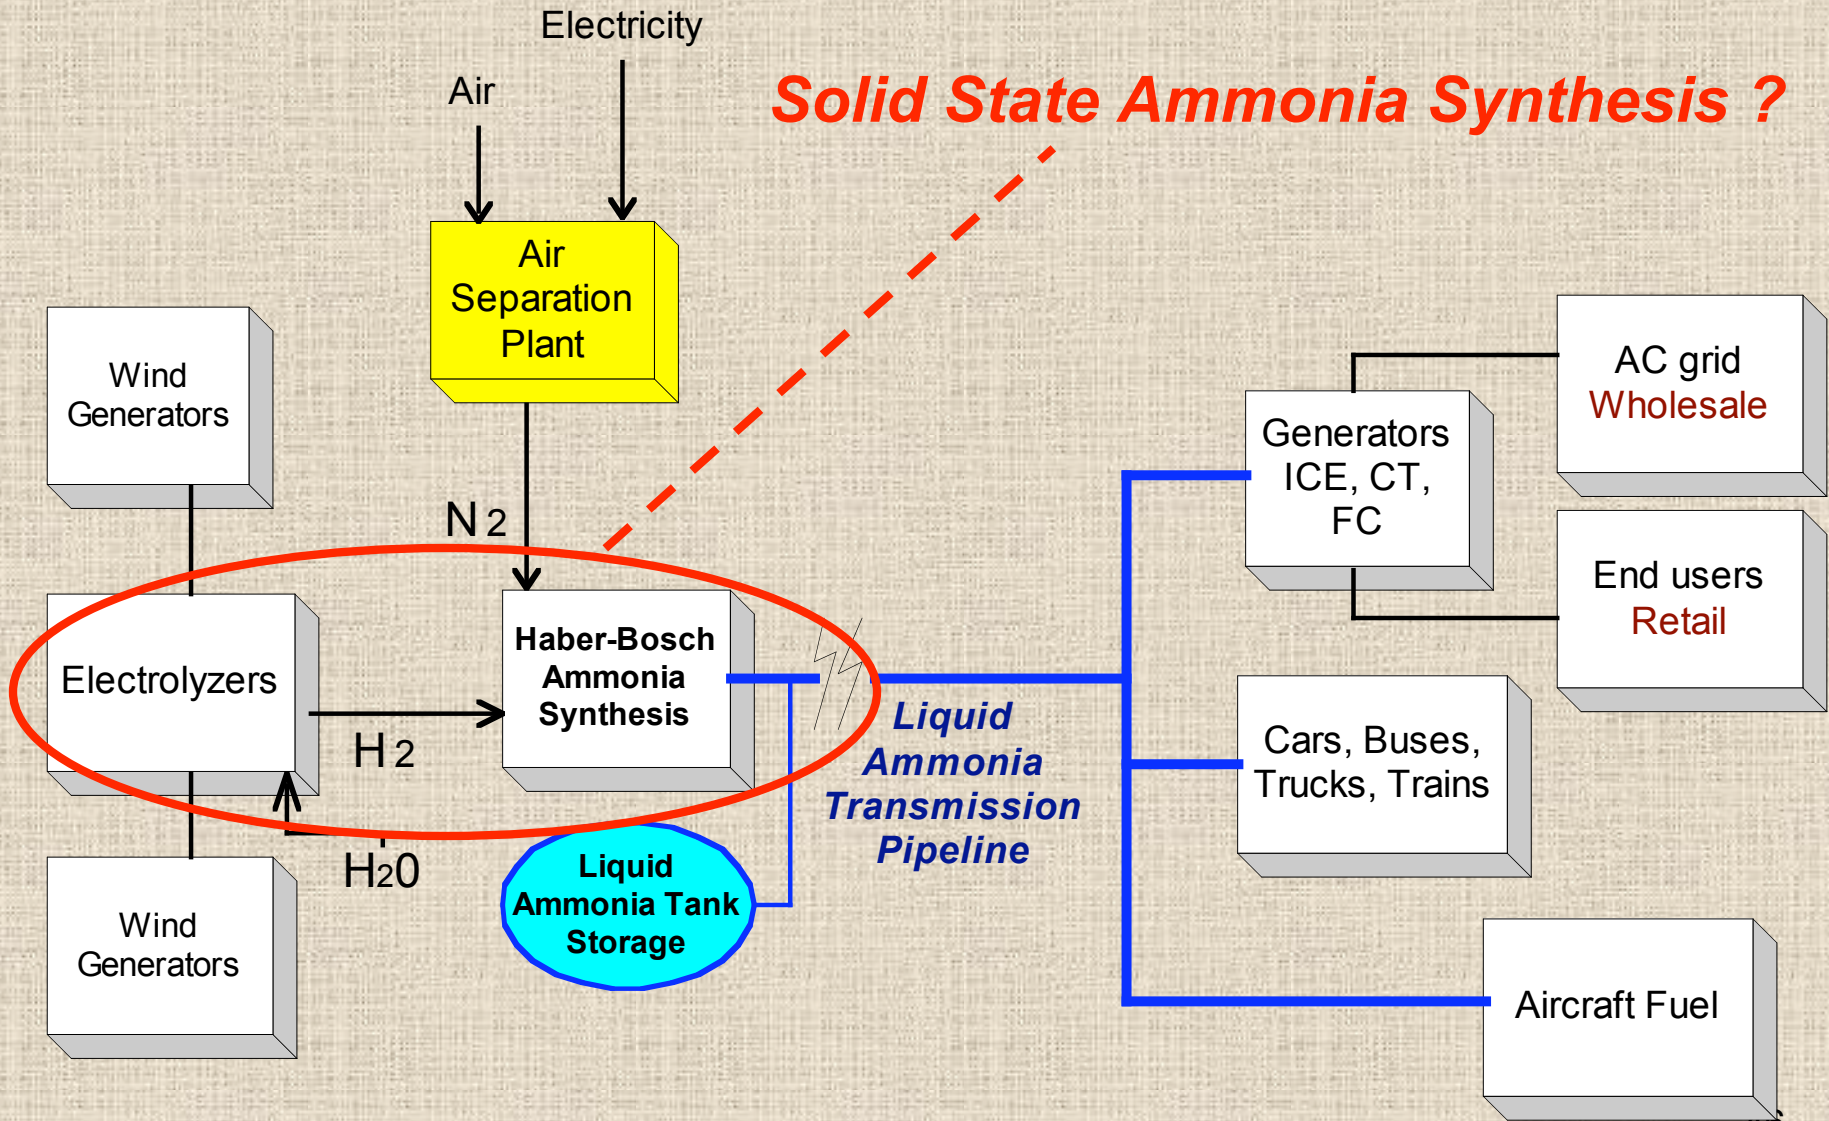 Electricity
Air
Solid State Ammonia Synthesis ?
Air
Separation
Plant
Wind
Generators
N2
Electrolyzers
H2
H20
Haber-Bosch
Ammonia
Synthesis
Wind
Generators
Liquid
Ammonia Tank
Storage
Liquid
Ammonia
Transmission
Pipeline
Generators
ICE, CT,
FC
AC grid
Wholesale
End users
Retail
Cars, Buses,
Trucks, Trains
Aircraft Fuel